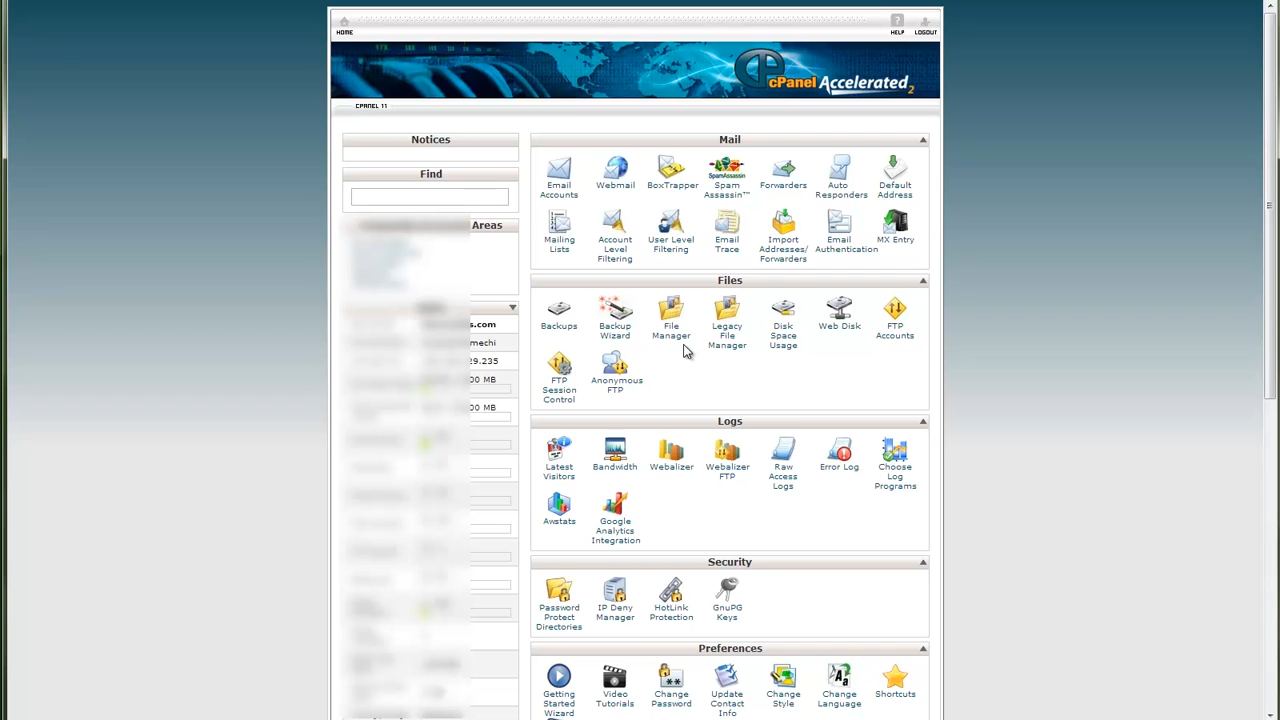 HOME
HELP
LOGOUT
cPanel Accelerated2
CPANEL 11
Notices
Find
Areas
s.com
mechi
29.235
00 MB
00 MB
Mail
Email Accounts
Webmail
BoxTrapper
SpamAssassin
Spam Assassin™
Forwarders
Auto Responders
Default Address
Mailing Lists
Account Level Filtering
User Level Filtering
Email Trace
Import Addresses/ Forwarders
Email Authentication
MX Entry
Files
Backups
Backup Wizard
File Manager
Legacy File Manager
Disk Space Usage
Web Disk
FTP Accounts
FTP Session Control
Anonymous FTP
Logs
Latest Visitors
Bandwidth
Webalizer
Webalizer FTP
Raw Access Logs
Error Log
Choose Log Programs
Awstats
Google Analytics Integration
Security
Password Protect Directories
IP Deny Manager
HotLink Protection
GnuPG Keys
Preferences
Getting Started Wizard
Video Tutorials
Change Password
Update Contact Info
Change Style
Change Language
Shortcuts